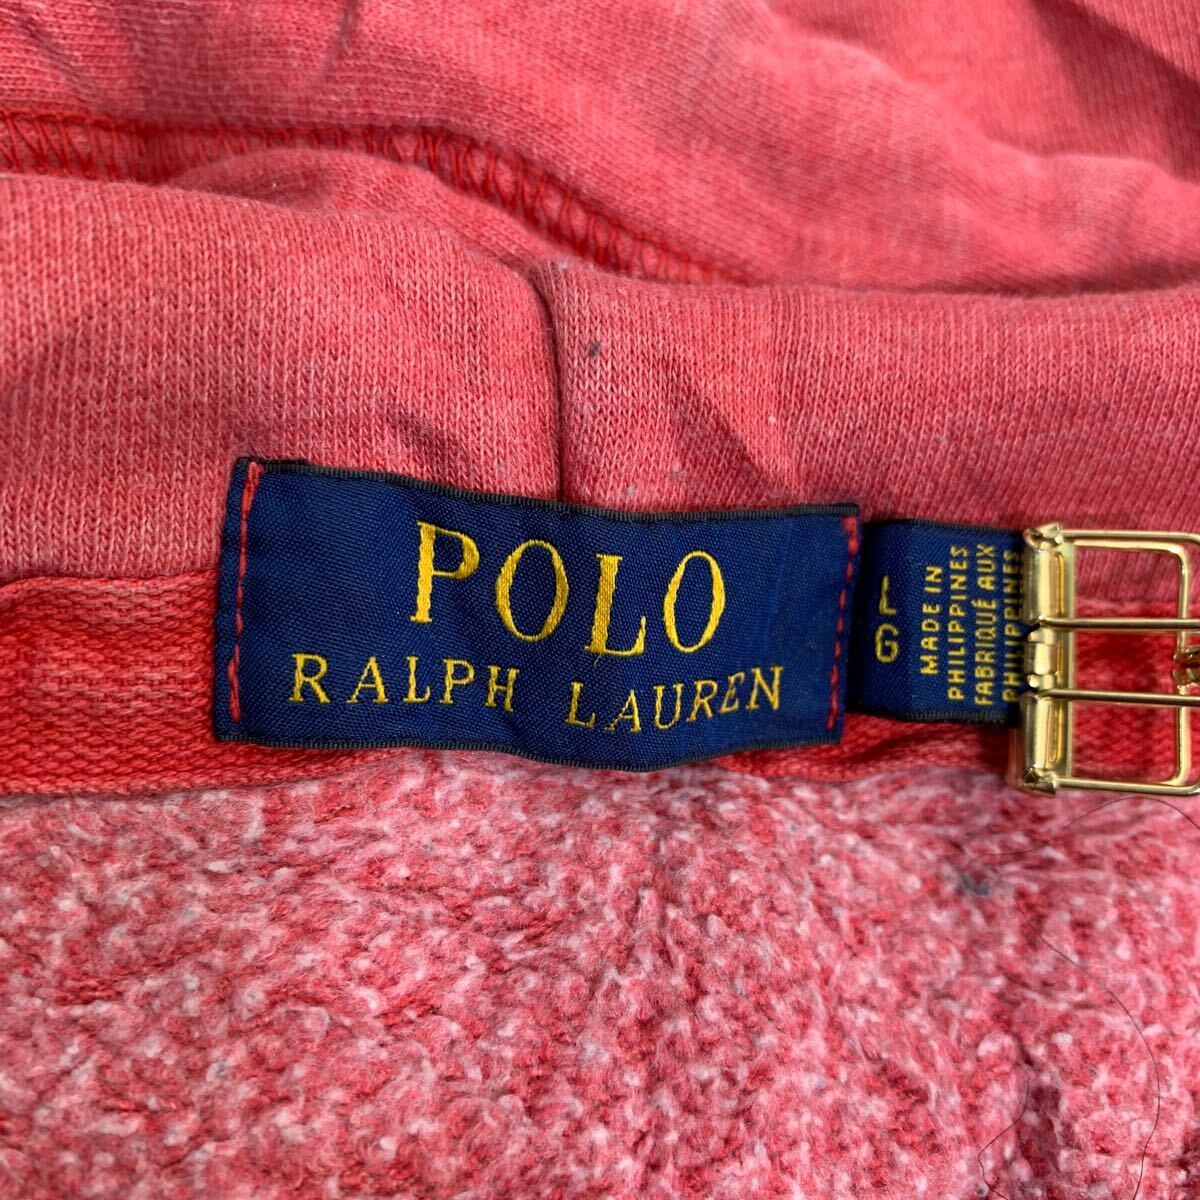 POLO
RALPH LAUREN
L
G
MADE IN
PHILIPPINES
FABRIQUÉ AUX
PHILIPPINES